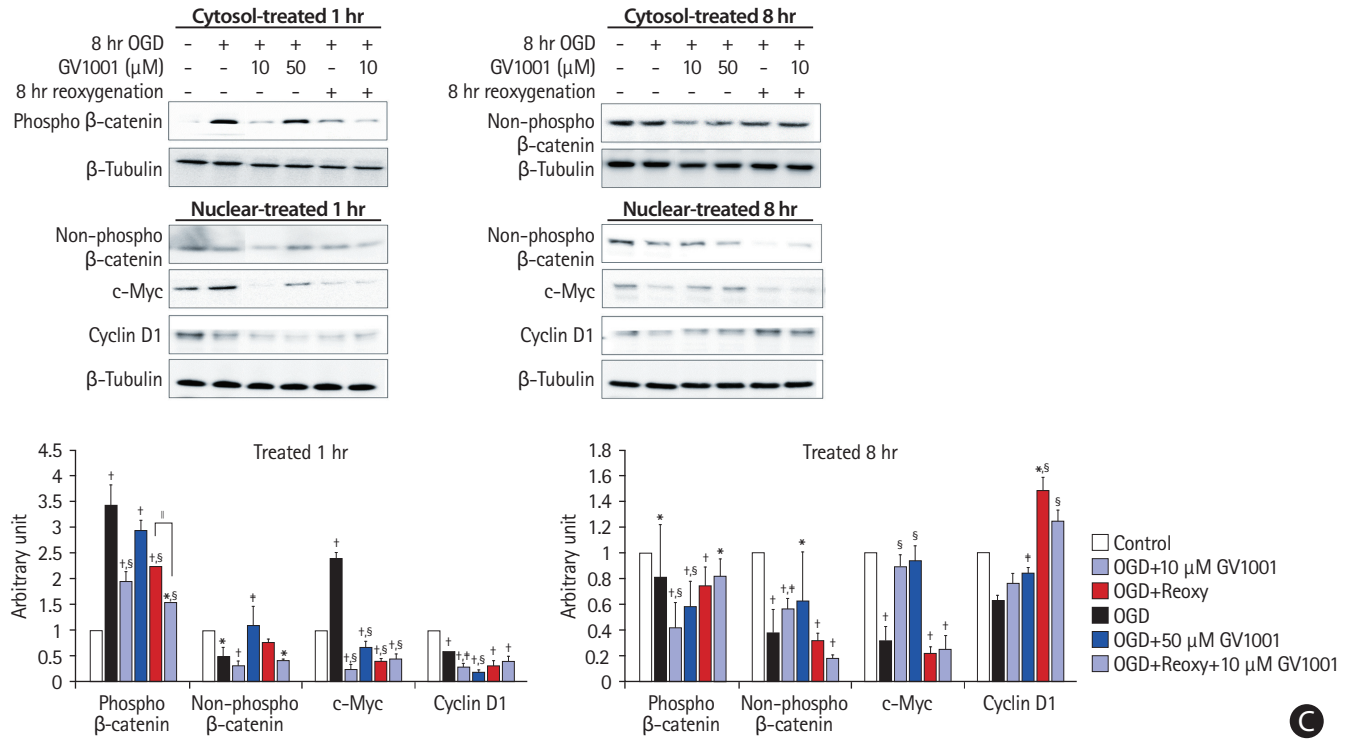 Cytosol-treated 1 hr
8 hr OGD - + + + + +
GV1001 (μM) - - 10 50 - 10
8 hr reoxygenation - - - - + +
Phospho β-catenin
β-Tubulin
Nuclear-treated 1 hr
Non-phospho
β-catenin
c-Myc
Cyclin D1
β-Tubulin
Cytosol-treated 8 hr
8 hr OGD - + + + + +
GV1001 (μM) - - 10 50 - 10
8 hr reoxygenation - - - - + +
Non-phospho
β-catenin
β-Tubulin
Nuclear-treated 8 hr
Non-phospho
β-catenin
c-Myc
Cyclin D1
β-Tubulin
Treated 1 hr
Arbitrary unit
4.5
4
3.5
3
2.5
2
1.5
1
0.5
0
† †,§ † †,§ || *,§
* † ‡ *
† †,§ †,§ †,§ †,§
† †,‡ †,§ † †
Phospho
β-catenin
Non-phospho
β-catenin
c-Myc
Cyclin D1
Treated 8 hr
Arbitrary unit
1.8
1.6
1.4
1.2
1.0
0.8
0.6
0.4
0.2
0
* †,§ †,§ † *
† †,‡ * † †
† § § † †
‡ *,§ §
Phospho
β-catenin
Non-phospho
β-catenin
c-Myc
Cyclin D1
Control
OGD+10 μM GV1001
OGD+Reoxy
OGD
OGD+50 μM GV1001
OGD+Reoxy+10 μM GV1001
C